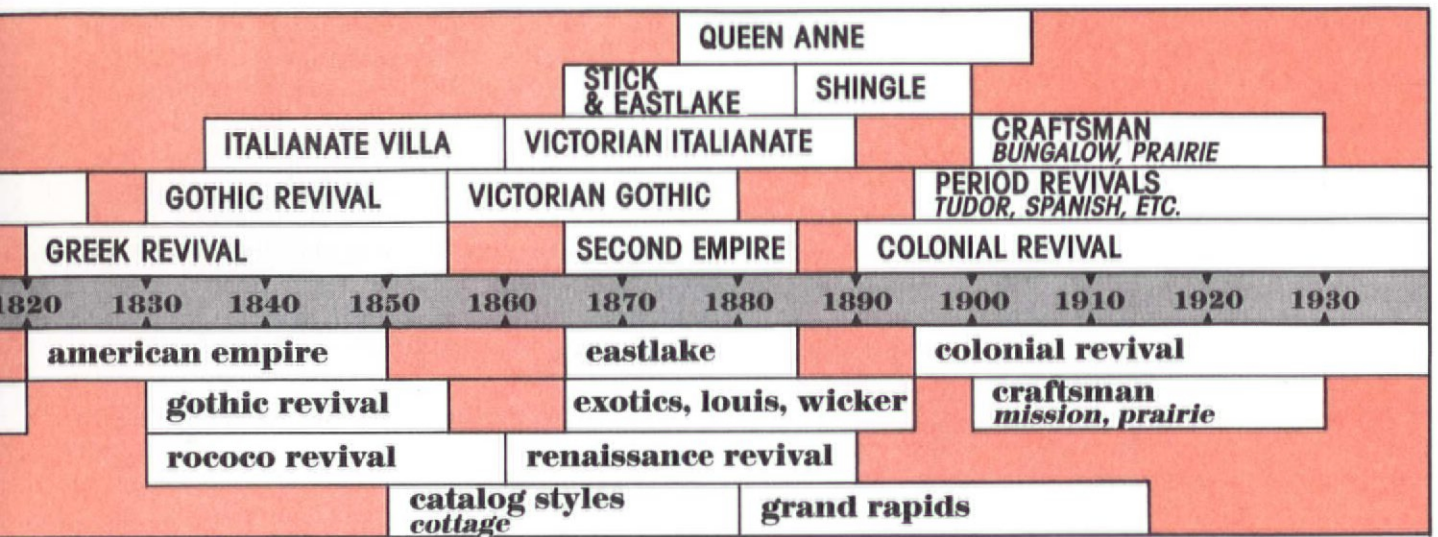 QUEEN ANNE
STICK
& EASTLAKE
SHINGLE
ITALIANATE VILLA
VICTORIAN ITALIANATE
CRAFTSMAN
BUNGALOW, PRAIRIE
GOTHIC REVIVAL
VICTORIAN GOTHIC
PERIOD REVIVALS
TUDOR, SPANISH, ETC.
GREEK REVIVAL
SECOND EMPIRE
COLONIAL REVIVAL
1820 1830 1840 1850 1860 1870 1880 1890 1900 1910 1920 1930
american empire
eastlake
colonial revival
gothic revival
exotics, louis, wicker
craftsman
mission, prairie
rococo revival
renaissance revival
catalog styles
cottage
grand rapids